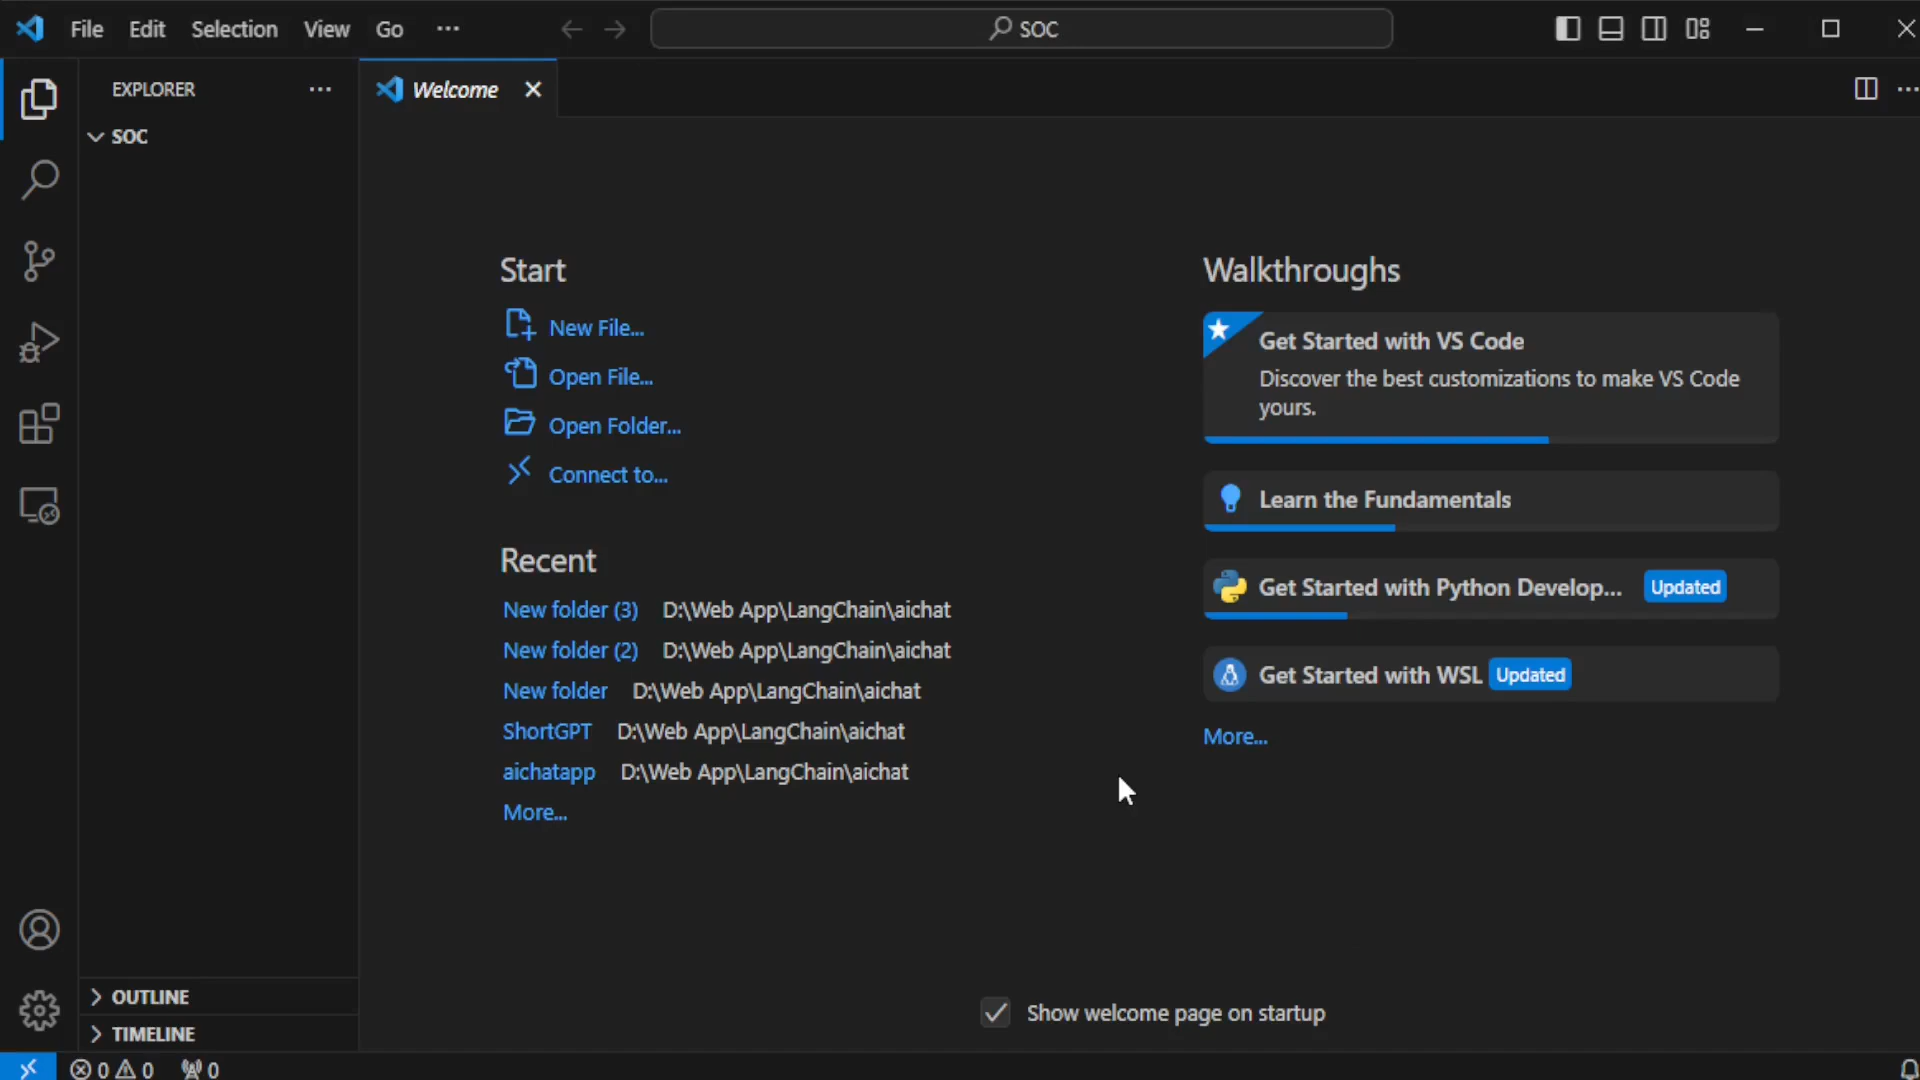 File Edit Selection View Go ···
SOC
EXPLORER ···
Welcome
SOC
Start
New File...
Open File...
Open Folder...
Connect to...
Recent
New folder (3) D:\Web App\LangChain\aichat
New folder (2) D:\Web App\LangChain\aichat
New folder D:\Web App\LangChain\aichat
ShortGPT D:\Web App\LangChain\aichat
aichatapp D:\Web App\LangChain\aichat
More...
Walkthroughs
Get Started with VS Code
Discover the best customizations to make VS Code
yours.
Learn the Fundamentals
Get Started with Python Develop... Updated
Get Started with WSL Updated
More...
Show welcome page on startup
OUTLINE
TIMELINE
0 0 0